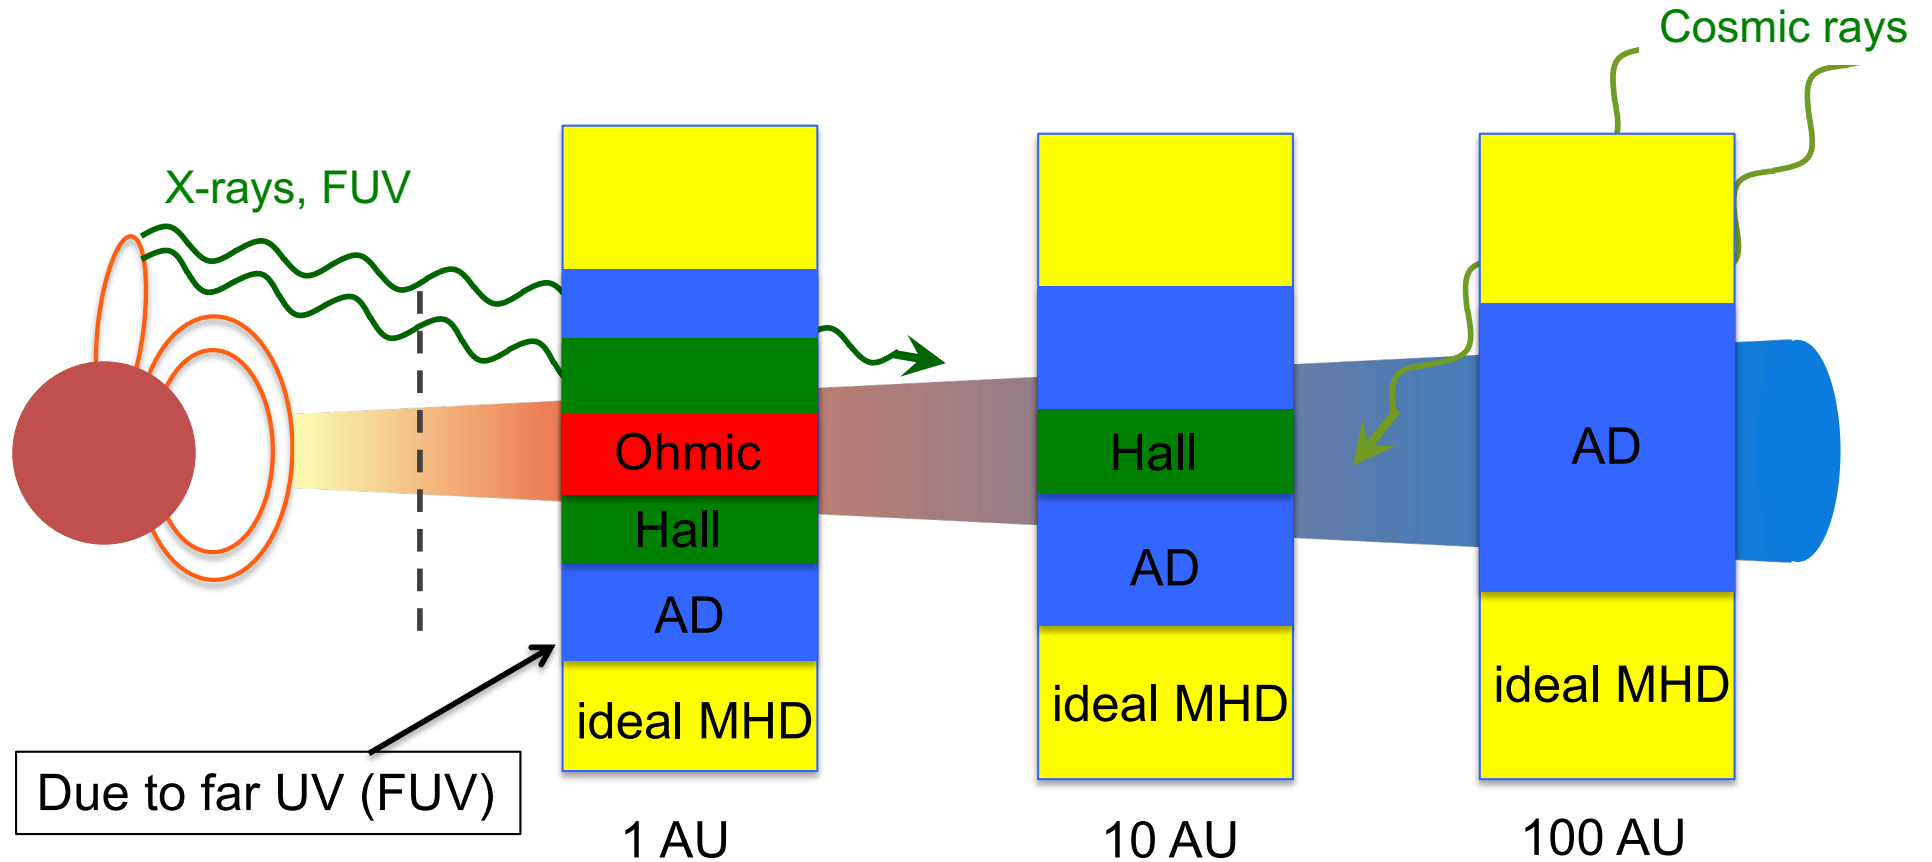 Cosmic rays
X-rays, FUV
Ohmic
Hall
AD
ideal MHD
Hall
AD
ideal MHD
AD
ideal MHD
Due to far UV (FUV)
1 AU
10 AU
100 AU